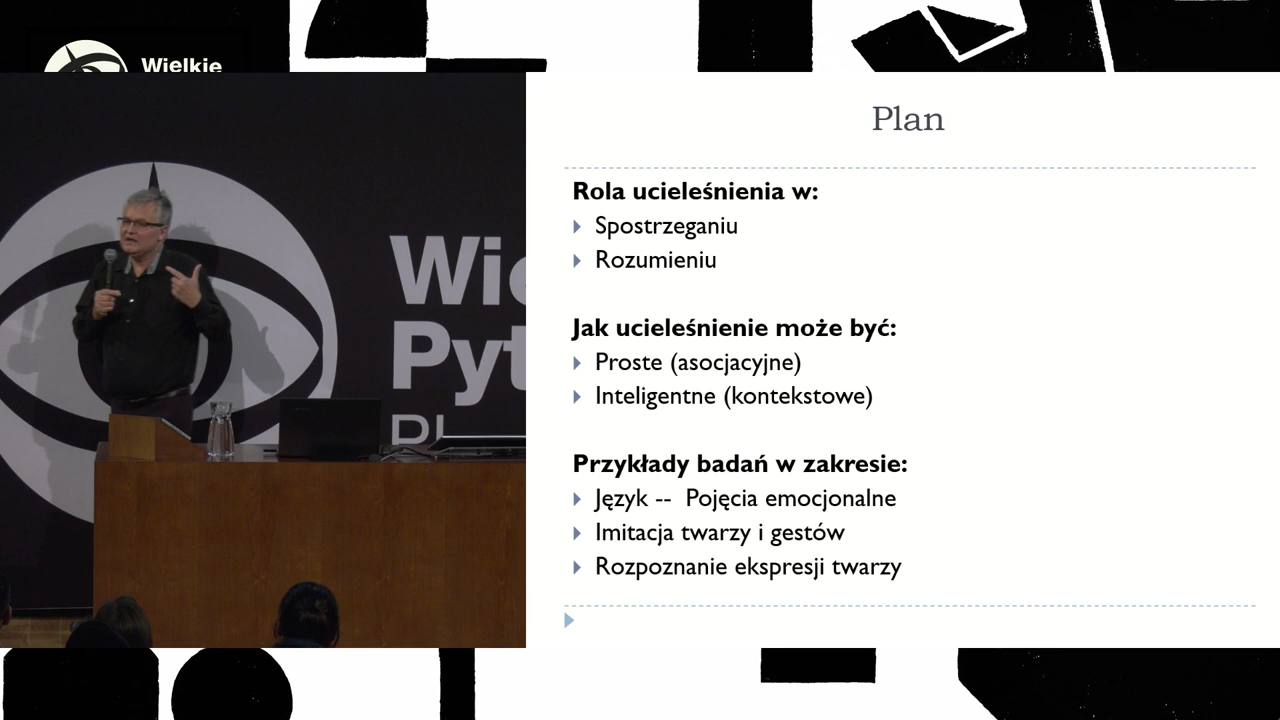 Wielkie
Wie
Pyt
Pl
Plan
Rola ucieleśnienia w:
Spostrzeganiu
Rozumieniu
Jak ucieleśnienie może być:
Proste (asocjacyjne)
Inteligentne (kontekstowe)
Przykłady badań w zakresie:
Język -- Pojęcia emocjonalne
Imitacja twarzy i gestów
Rozpoznanie ekspresji twarzy